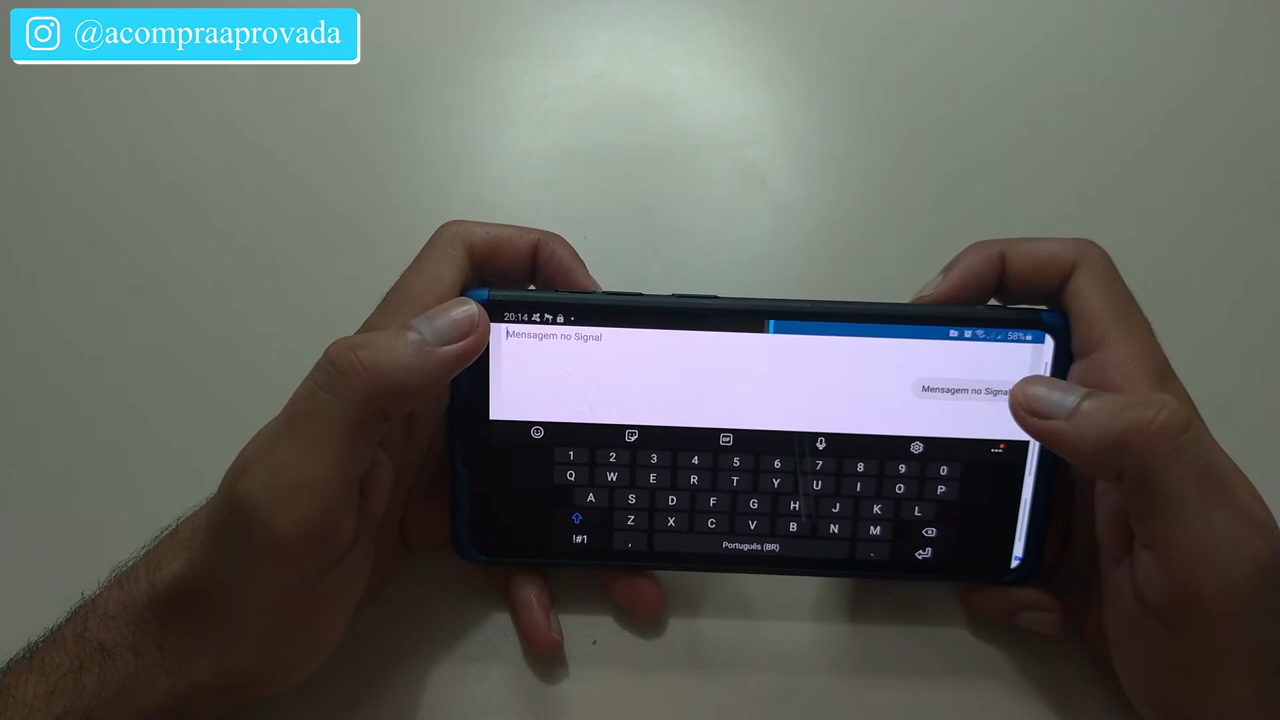 @acompraaprovada
20:14
58%
Mensagem no Signal
Mensagem no Signal
GIF
1 2 3 4 5 6 7 8 9 0
Q W E R T Y U I O P
A S D F G H J K L
Z X C V B N M
!#1 , Português (BR) .